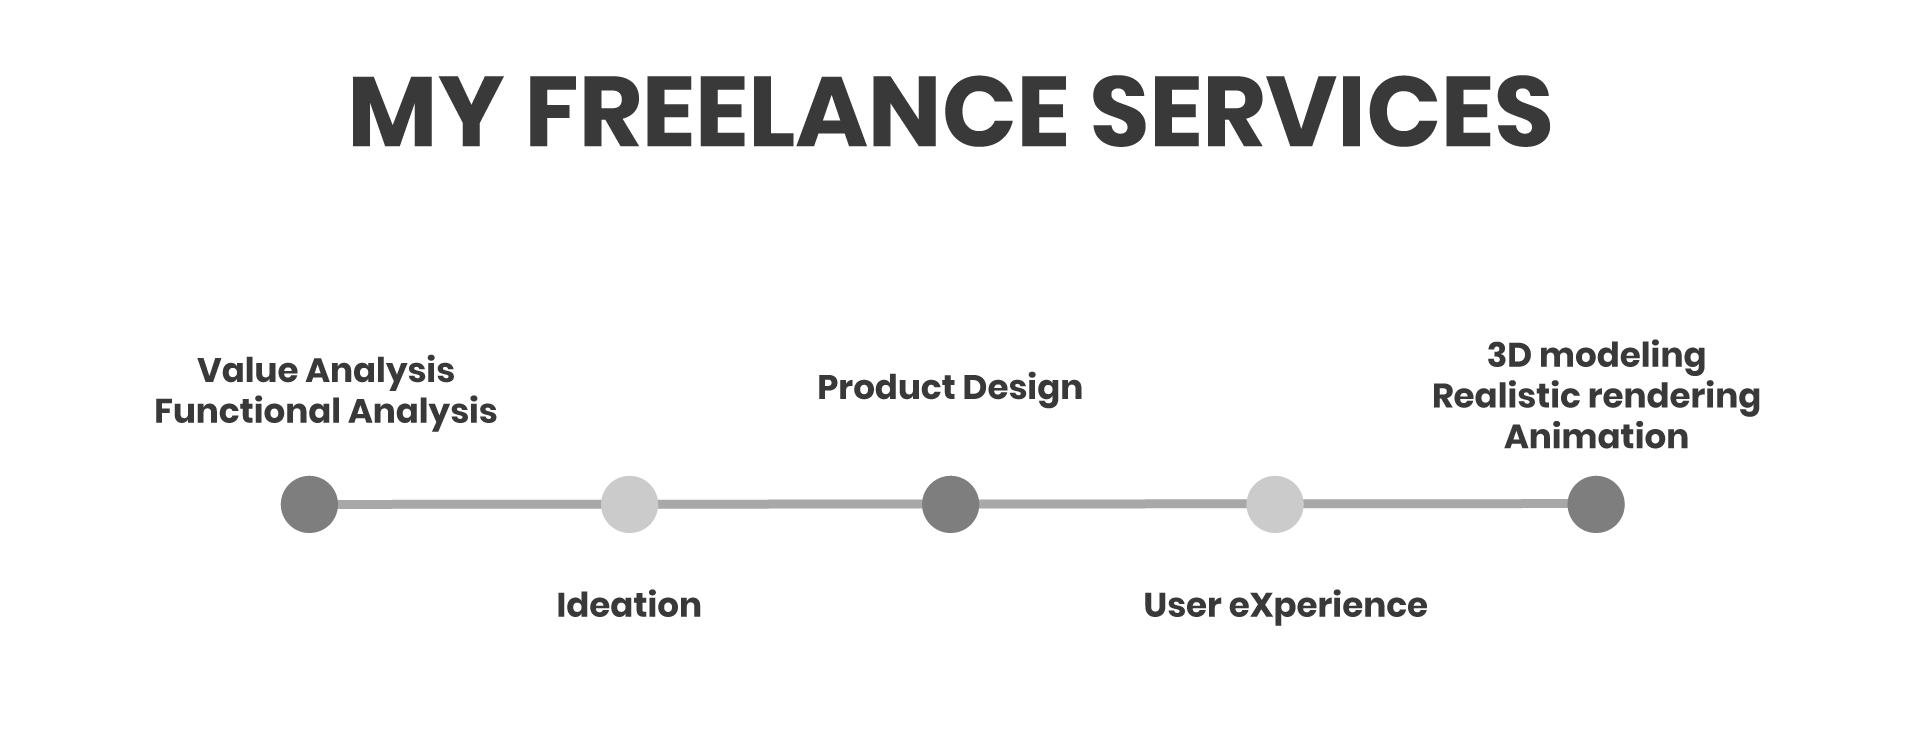 MY FREELANCE SERVICES
Value Analysis
Functional Analysis
Ideation
Product Design
User eXperience
3D modeling
Realistic rendering
Animation